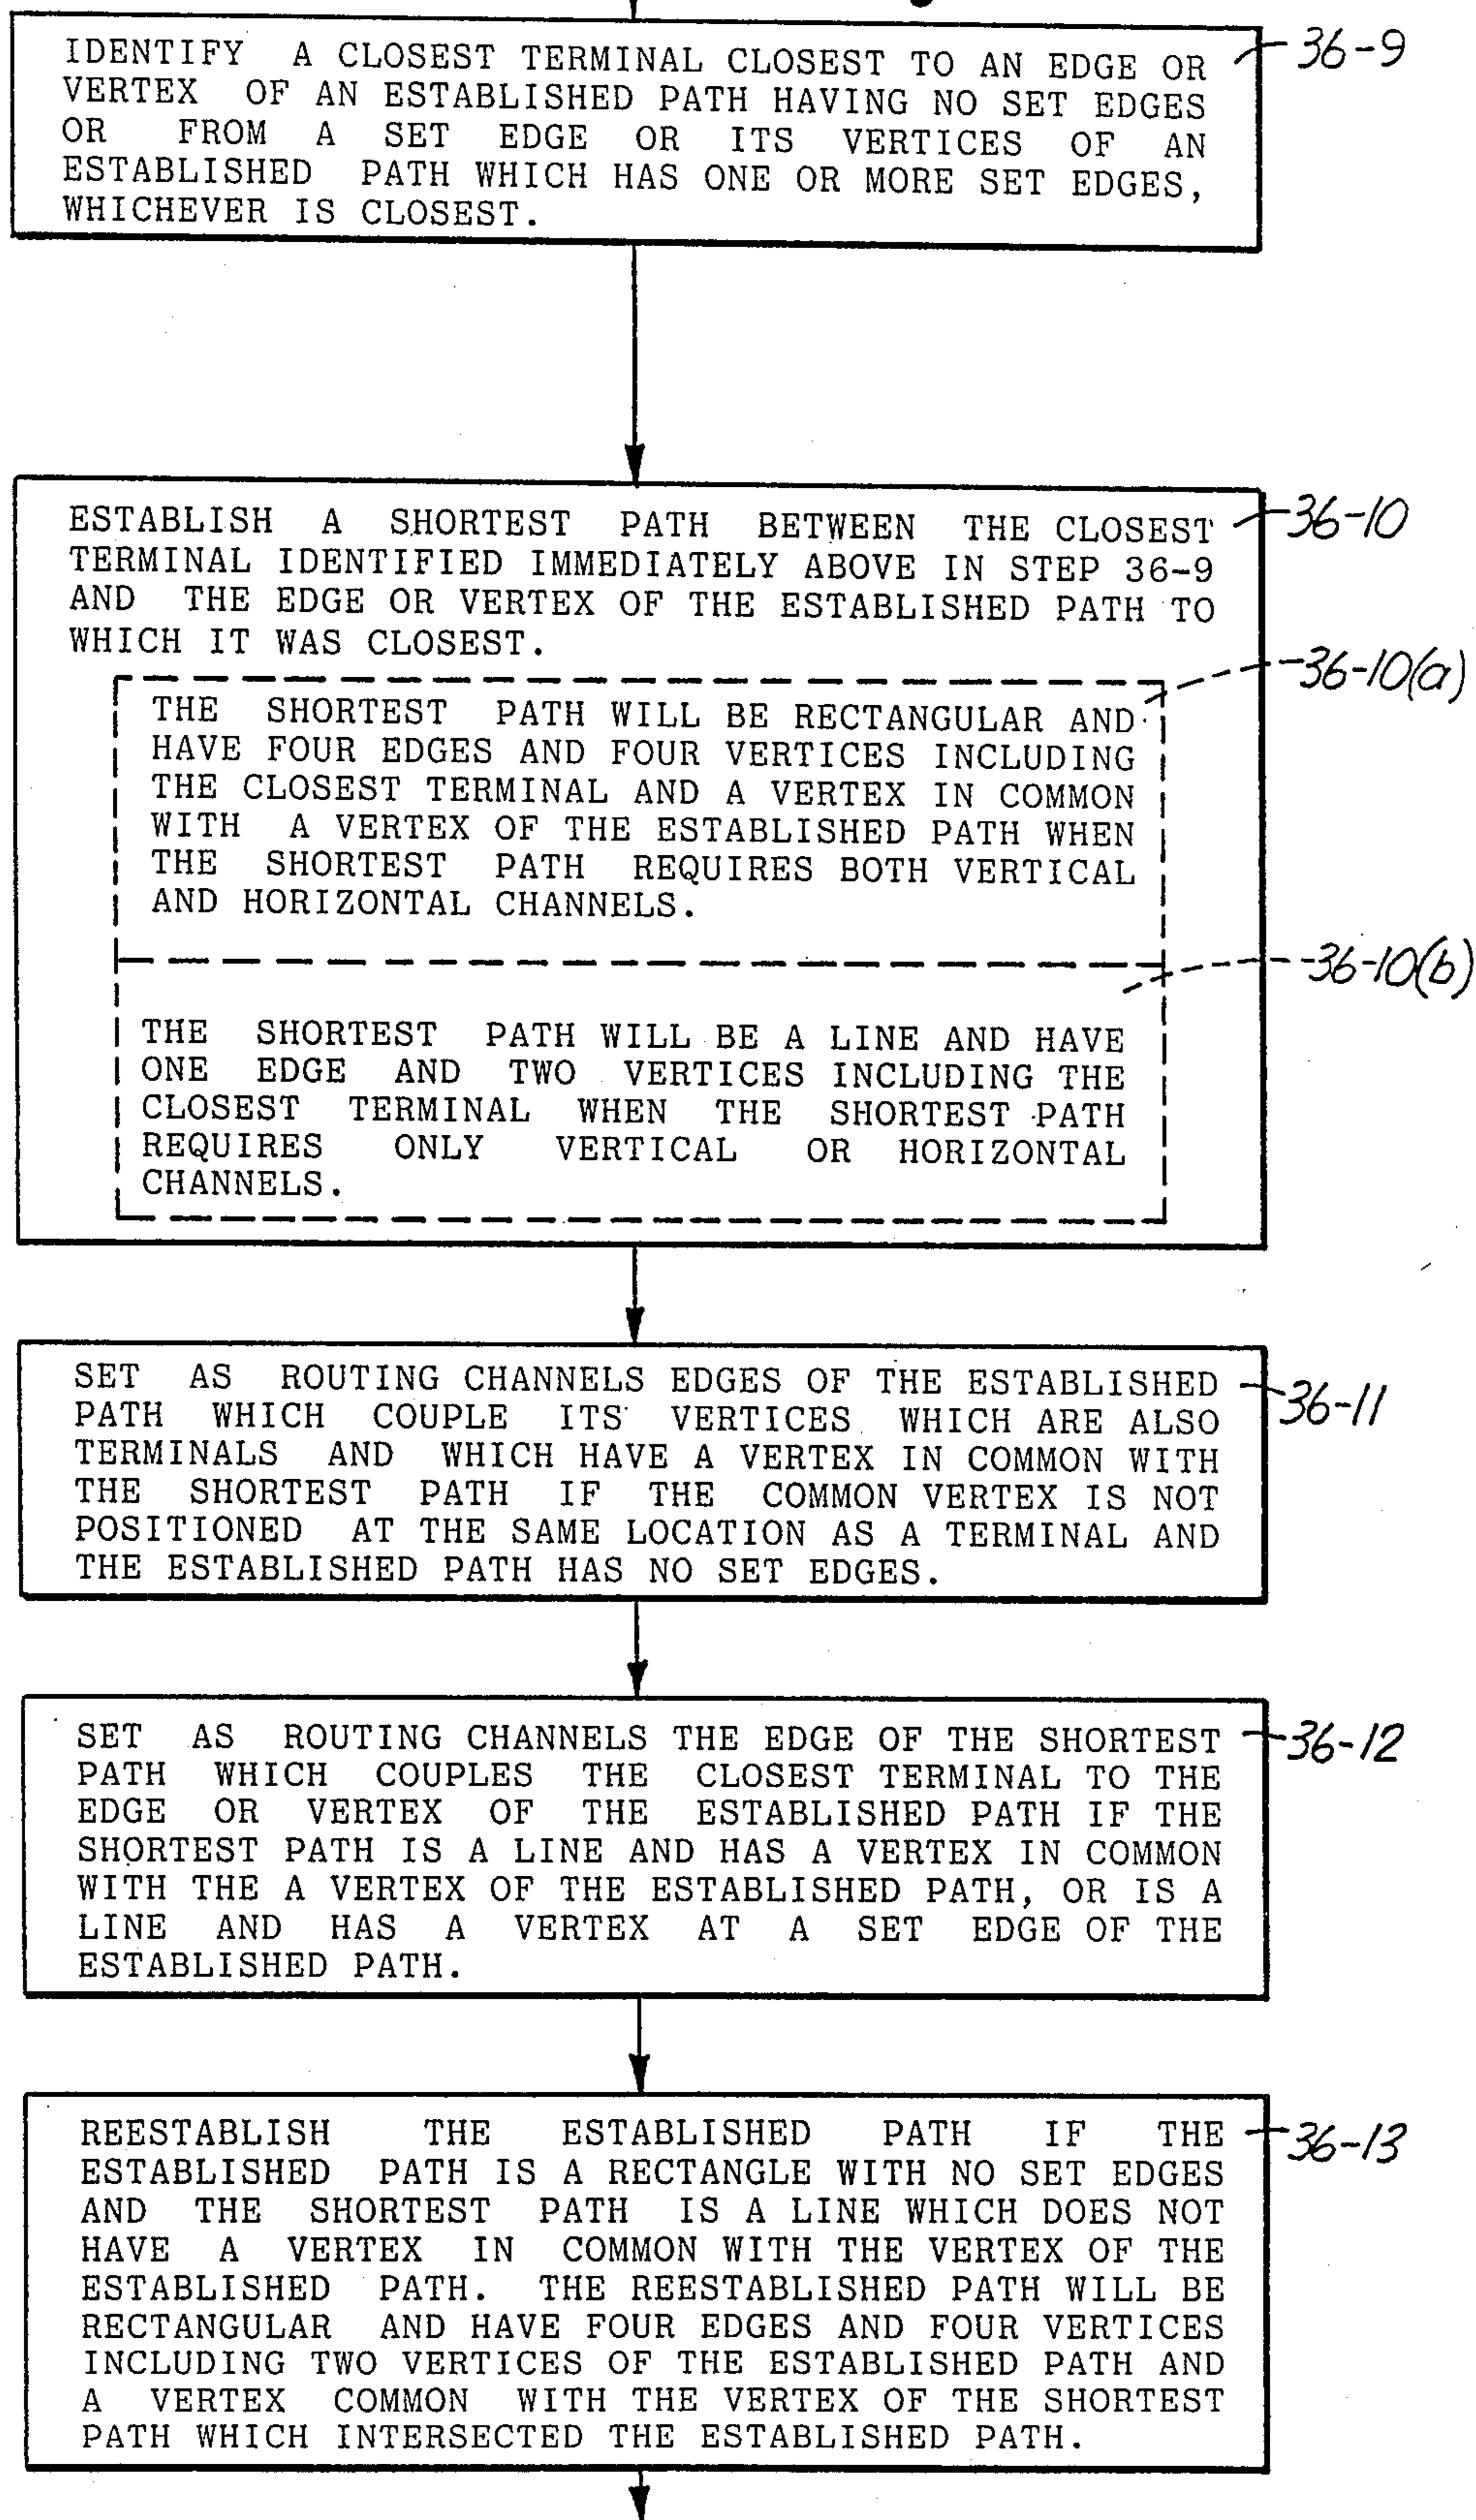 IDENTIFY A CLOSEST TERMINAL CLOSEST TO AN EDGE OR
VERTEX OF AN ESTABLISHED PATH HAVING NO SET EDGES
OR FROM A SET EDGE OR ITS VERTICES OF AN
ESTABLISHED PATH WHICH HAS ONE OR MORE SET EDGES,
WHICHEVER IS CLOSEST.
36-9
ESTABLISH A SHORTEST PATH BETWEEN THE CLOSEST
TERMINAL IDENTIFIED IMMEDIATELY ABOVE IN STEP 36-9
AND THE EDGE OR VERTEX OF THE ESTABLISHED PATH TO
WHICH IT WAS CLOSEST.
36-10
THE SHORTEST PATH WILL BE RECTANGULAR AND
HAVE FOUR EDGES AND FOUR VERTICES INCLUDING
THE CLOSEST TERMINAL AND A VERTEX IN COMMON
WITH A VERTEX OF THE ESTABLISHED PATH WHEN
THE SHORTEST PATH REQUIRES BOTH VERTICAL
AND HORIZONTAL CHANNELS.
36-10(a)
THE SHORTEST PATH WILL BE A LINE AND HAVE
ONE EDGE AND TWO VERTICES INCLUDING THE
CLOSEST TERMINAL WHEN THE SHORTEST PATH
REQUIRES ONLY VERTICAL OR HORIZONTAL
CHANNELS.
36-10(b)
SET AS ROUTING CHANNELS EDGES OF THE ESTABLISHED
PATH WHICH COUPLE ITS VERTICES WHICH ARE ALSO
TERMINALS AND WHICH HAVE A VERTEX IN COMMON WITH
THE SHORTEST PATH IF THE COMMON VERTEX IS NOT
POSITIONED AT THE SAME LOCATION AS A TERMINAL AND
THE ESTABLISHED PATH HAS NO SET EDGES.
36-11
SET AS ROUTING CHANNELS THE EDGE OF THE SHORTEST
PATH WHICH COUPLES THE CLOSEST TERMINAL TO THE
EDGE OR VERTEX OF THE ESTABLISHED PATH IF THE
SHORTEST PATH IS A LINE AND HAS A VERTEX IN COMMON
WITH THE A VERTEX OF THE ESTABLISHED PATH, OR IS A
LINE AND HAS A VERTEX AT A SET EDGE OF THE
ESTABLISHED PATH.
36-12
REESTABLISH THE ESTABLISHED PATH IF THE
ESTABLISHED PATH IS A RECTANGLE WITH NO SET EDGES
AND THE SHORTEST PATH IS A LINE WHICH DOES NOT
HAVE A VERTEX IN COMMON WITH THE VERTEX OF THE
ESTABLISHED PATH. THE REESTABLISHED PATH WILL BE
RECTANGULAR AND HAVE FOUR EDGES AND FOUR VERTICES
INCLUDING TWO VERTICES OF THE ESTABLISHED PATH AND
A VERTEX COMMON WITH THE VERTEX OF THE SHORTEST
PATH WHICH INTERSECTED THE ESTABLISHED PATH.
36-13